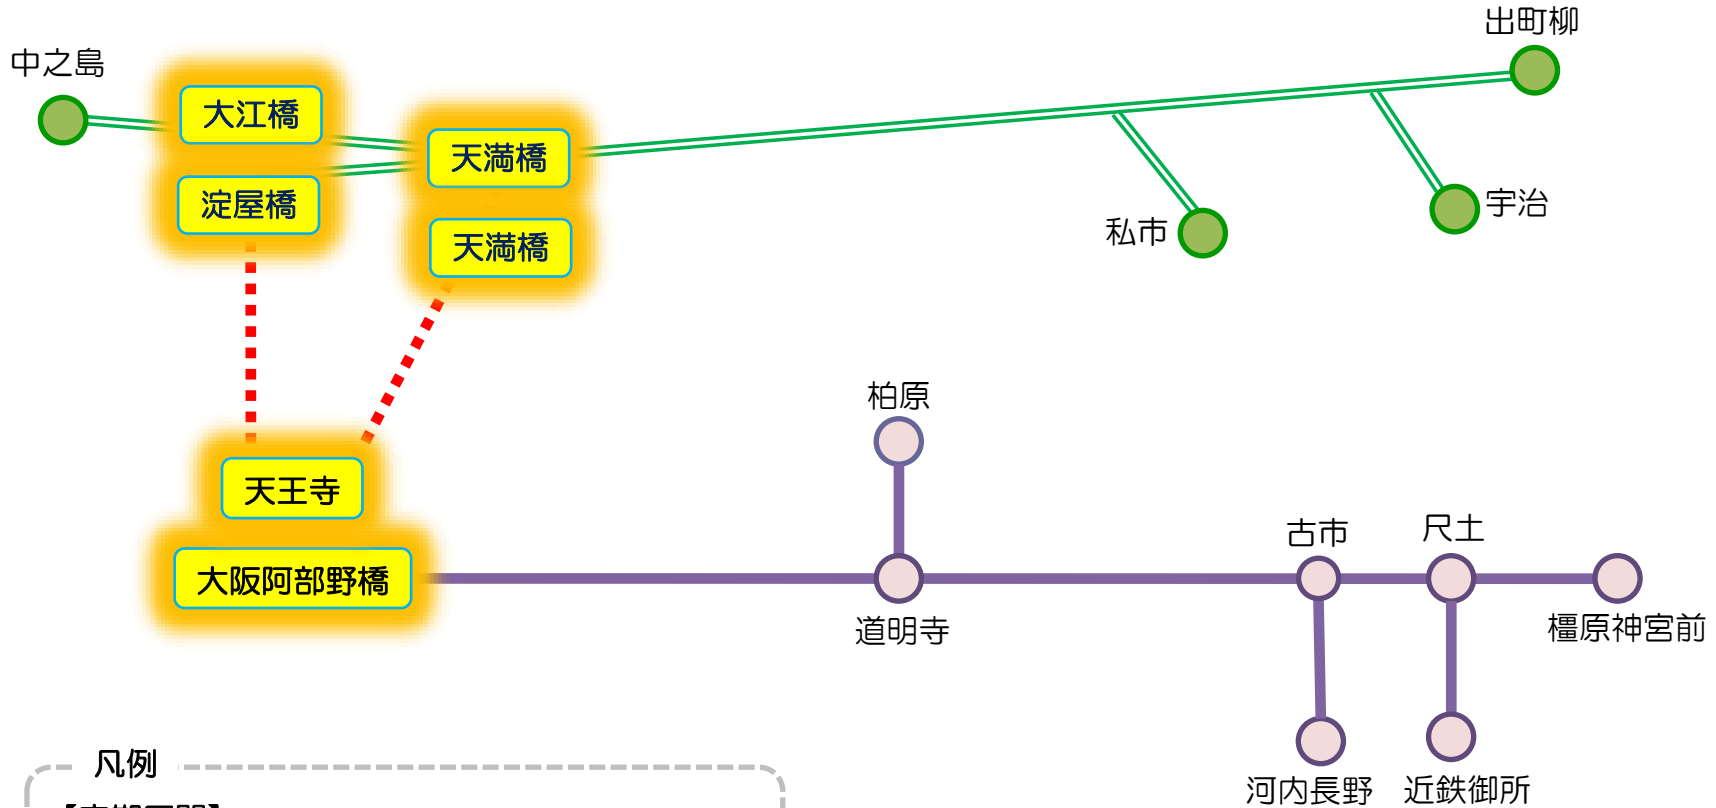 出町柳
中之島
大江橋
天満橋
淀屋橋
宇治
私市
天満橋
柏原
天王寺
古市
尺土
大阪阿部野橋
道明寺
橿原神宮前
凡例
河内長野
近鉄御所